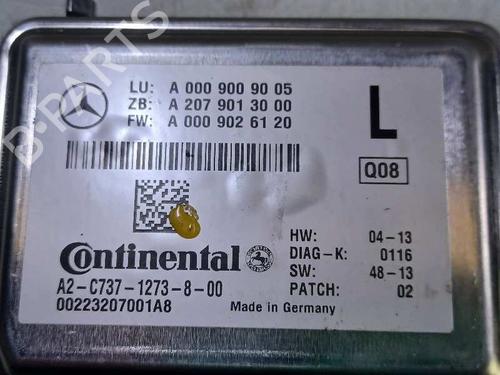 B-PARTS
LU: A 000 900 90 05
ZB: A 207 901 30 00
FW: A 000 902 61 20
L
Q08
Continental
HW: 04-13
DIAG-K: 0116
SW: 48-13
PATCH: 02
A2-C737-1273-8-00
00223207001A8
Made in Germany